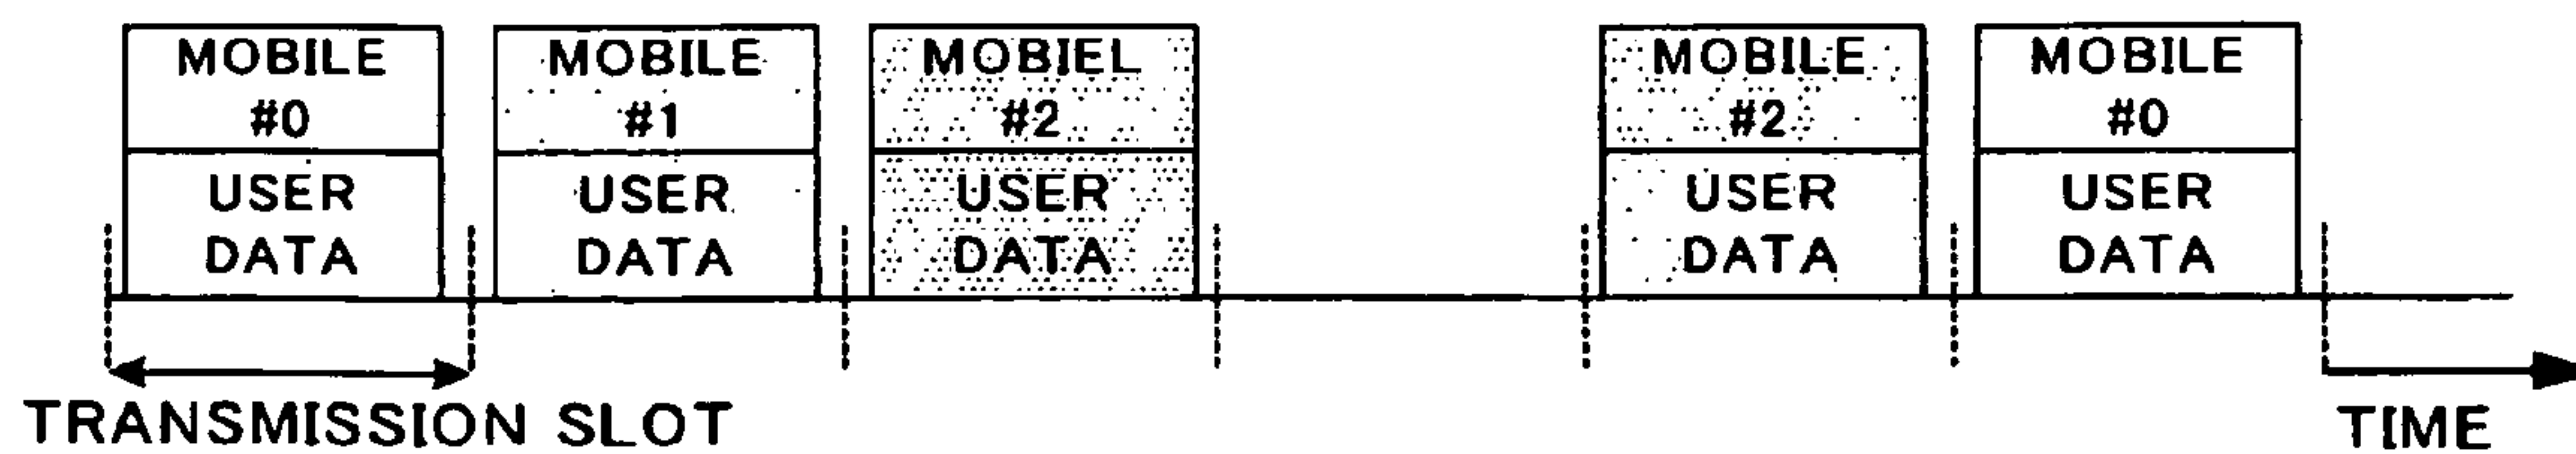 MOBILE
#0
USER
DATA
MOBILE
#1
USER
DATA
MOBIEL
#2
USER
DATA
MOBILE
#2
USER
DATA
MOBILE
#0
USER
DATA
TRANSMISSION SLOT
TIME